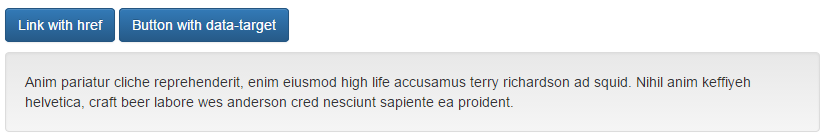 Link with href Button with data-target
Anim pariatur cliche reprehenderit, enim eiusmod high life accusamus terry richardson ad squid. Nihil anim keffiyeh
helvetica, craft beer labore wes anderson cred nesciunt sapiente ea proident.